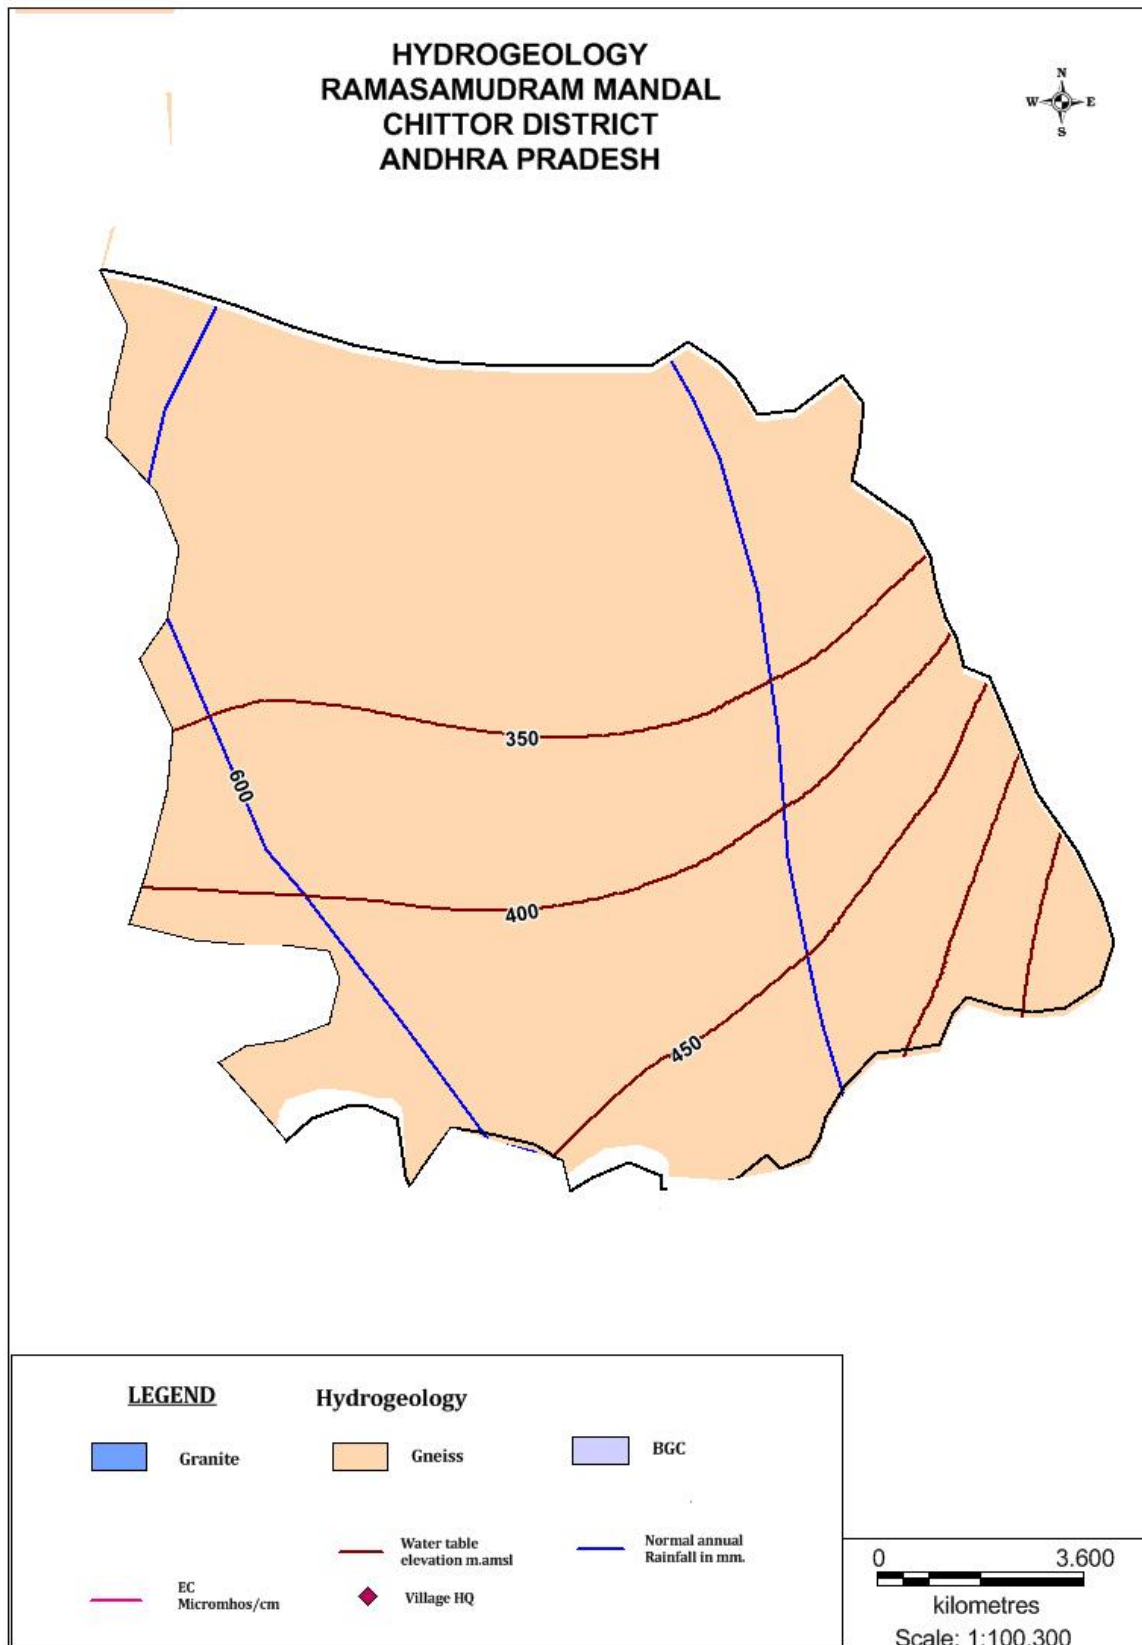 HYDROGEOLOGY
RAMASAMUDRAM MANDAL
CHITTOR DISTRICT
ANDHRA PRADESH
N
W E
S
350
600
400
450
LEGEND Hydrogeology
Granite Gneiss BGC
Water table
elevation m.amsl
Normal annual
Rainfall in mm.
EC
Micromhos/cm
Village HQ
0 3.600
kilometres
Scale: 1:100,300